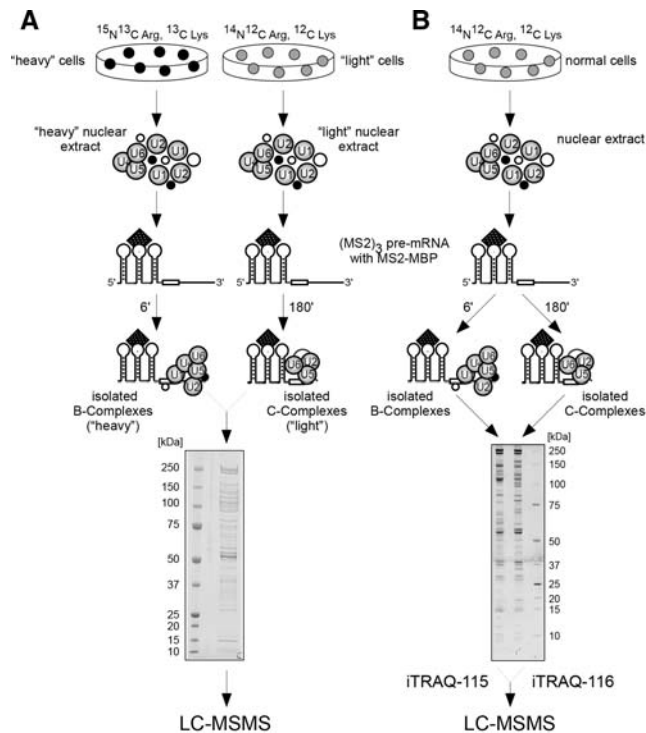 A
15N13C Arg, 13C Lys
14N12C Arg, 12C Lys
"heavy" cells
"light" cells
"heavy" nuclear
extract
"light" nuclear
extract
U2
U6
U1
U
U5
U1
U2
U2
U6
U1
U
U5
U1
U2
(MS2)3 pre-mRNA
with MS2-MBP
5'
3'
5'
3'
6'
180'
U6
U
U5
U2
U6
U2
U5
isolated
B-Complexes
("heavy")
isolated
C-Complexes
("light")
[kDa]
250
150
100
75
50
37
25
20
15
10
LC-MSMS
B
14N12C Arg, 12C Lys
normal cells
nuclear extract
U2
U6
U1
U
U5
U1
U2
5'
3'
6'
180'
U6
U
U5
U2
U6
U2
U5
isolated
B-Complexes
isolated
C-Complexes
[kDa]
250
150
100
75
50
37
25
20
15
10
iTRAQ-115
iTRAQ-116
LC-MSMS